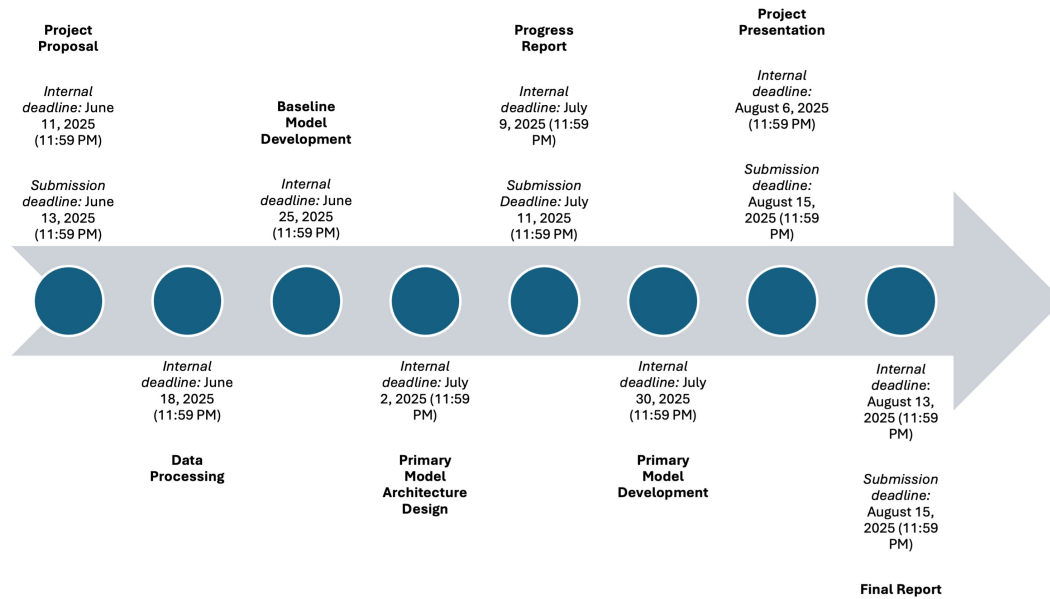 Project
Proposal
Internal
deadline: June
11, 2025
(11:59 PM)
Submission
deadline: June
13, 2025
(11:59 PM)
Internal
deadline: June
18, 2025
(11:59 PM)
Data
Processing
Baseline
Model
Development
Internal
deadline: June
25, 2025
(11:59 PM)
Internal
deadline: July
2, 2025 (11:59
PM)
Primary
Model
Architecture
Design
Progress
Report
Internal
deadline: July
9, 2025 (11:59
PM)
Submission
Deadline: July
11, 2025
(11:59 PM)
Internal
deadline: July
30, 2025
(11:59 PM)
Primary
Model
Development
Project
Presentation
Internal
deadline:
August 6, 2025
(11:59 PM)
Submission
deadline:
August 15,
2025 (11:59
PM)
Internal
deadline:
August 13,
2025 (11:59
PM)
Submission
deadline:
August 15,
2025 (11:59
PM)
Final Report